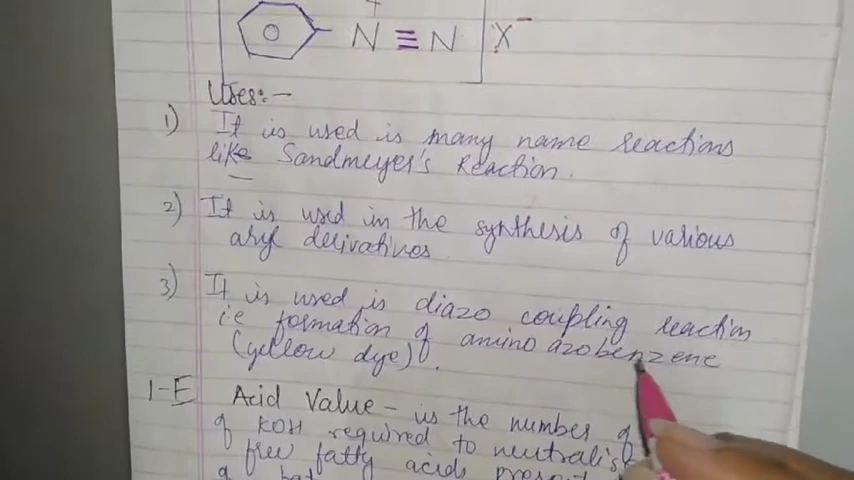 +
N ≡ N X⁻
Uses:-
1) It is used is many name reactions
like Sandmeyer's Reaction.
2) It is used in the synthesis of various
aryl derivatives
3) It is used is diazo coupling reaction
i.e formation of amino azobenzene
(yellow dye).
1-E Acid Value - is the number of
of KOH required to neutralis
free fatty acids present
of